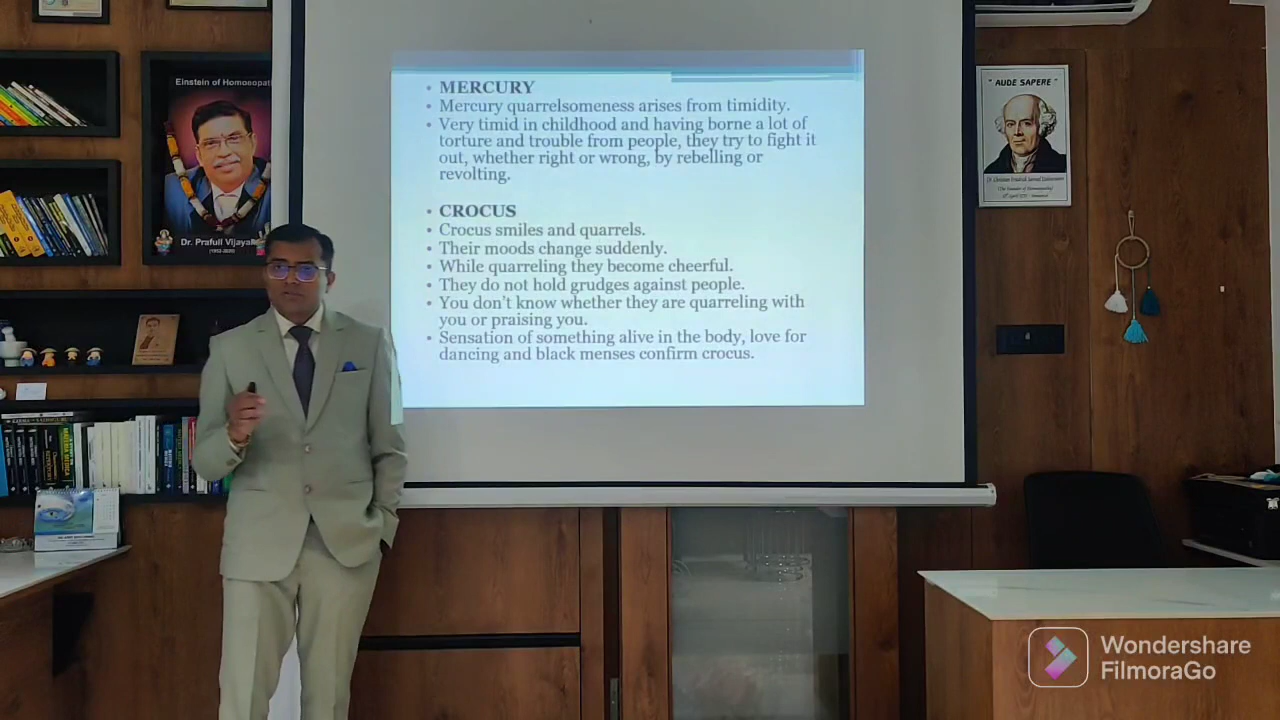 Einstein of Homoeopat
Dr. Prafull Vijaya
• MERCURY
• Mercury quarrelsomeness arises from timidity.
• Very timid in childhood and having borne a lot of
torture and trouble from people, they try to fight it
out, whether right or wrong, by rebelling or
revolting.
• CROCUS
• Crocus smiles and quarrels.
• Their moods change suddenly.
• While quarreling they become cheerful.
• They do not hold grudges against people.
• You don't know whether they are quarreling with
you or praising you.
• Sensation of something alive in the body, love for
dancing and black menses confirm crocus.
" AUDE SAPERE "
Wondershare
FilmoraGo